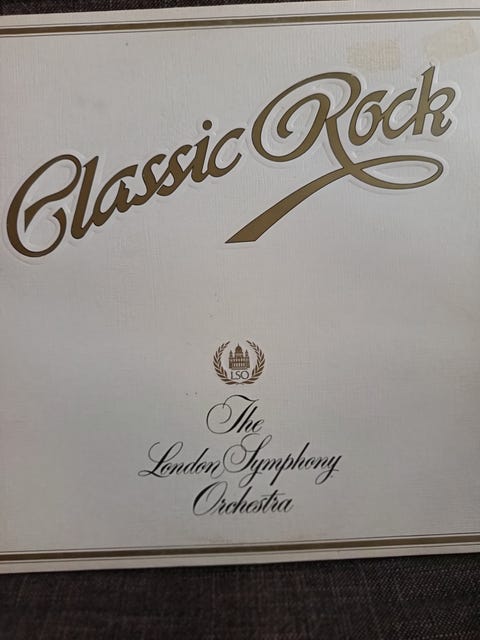 Classic Rock
LSO
The
London Symphony
Orchestra